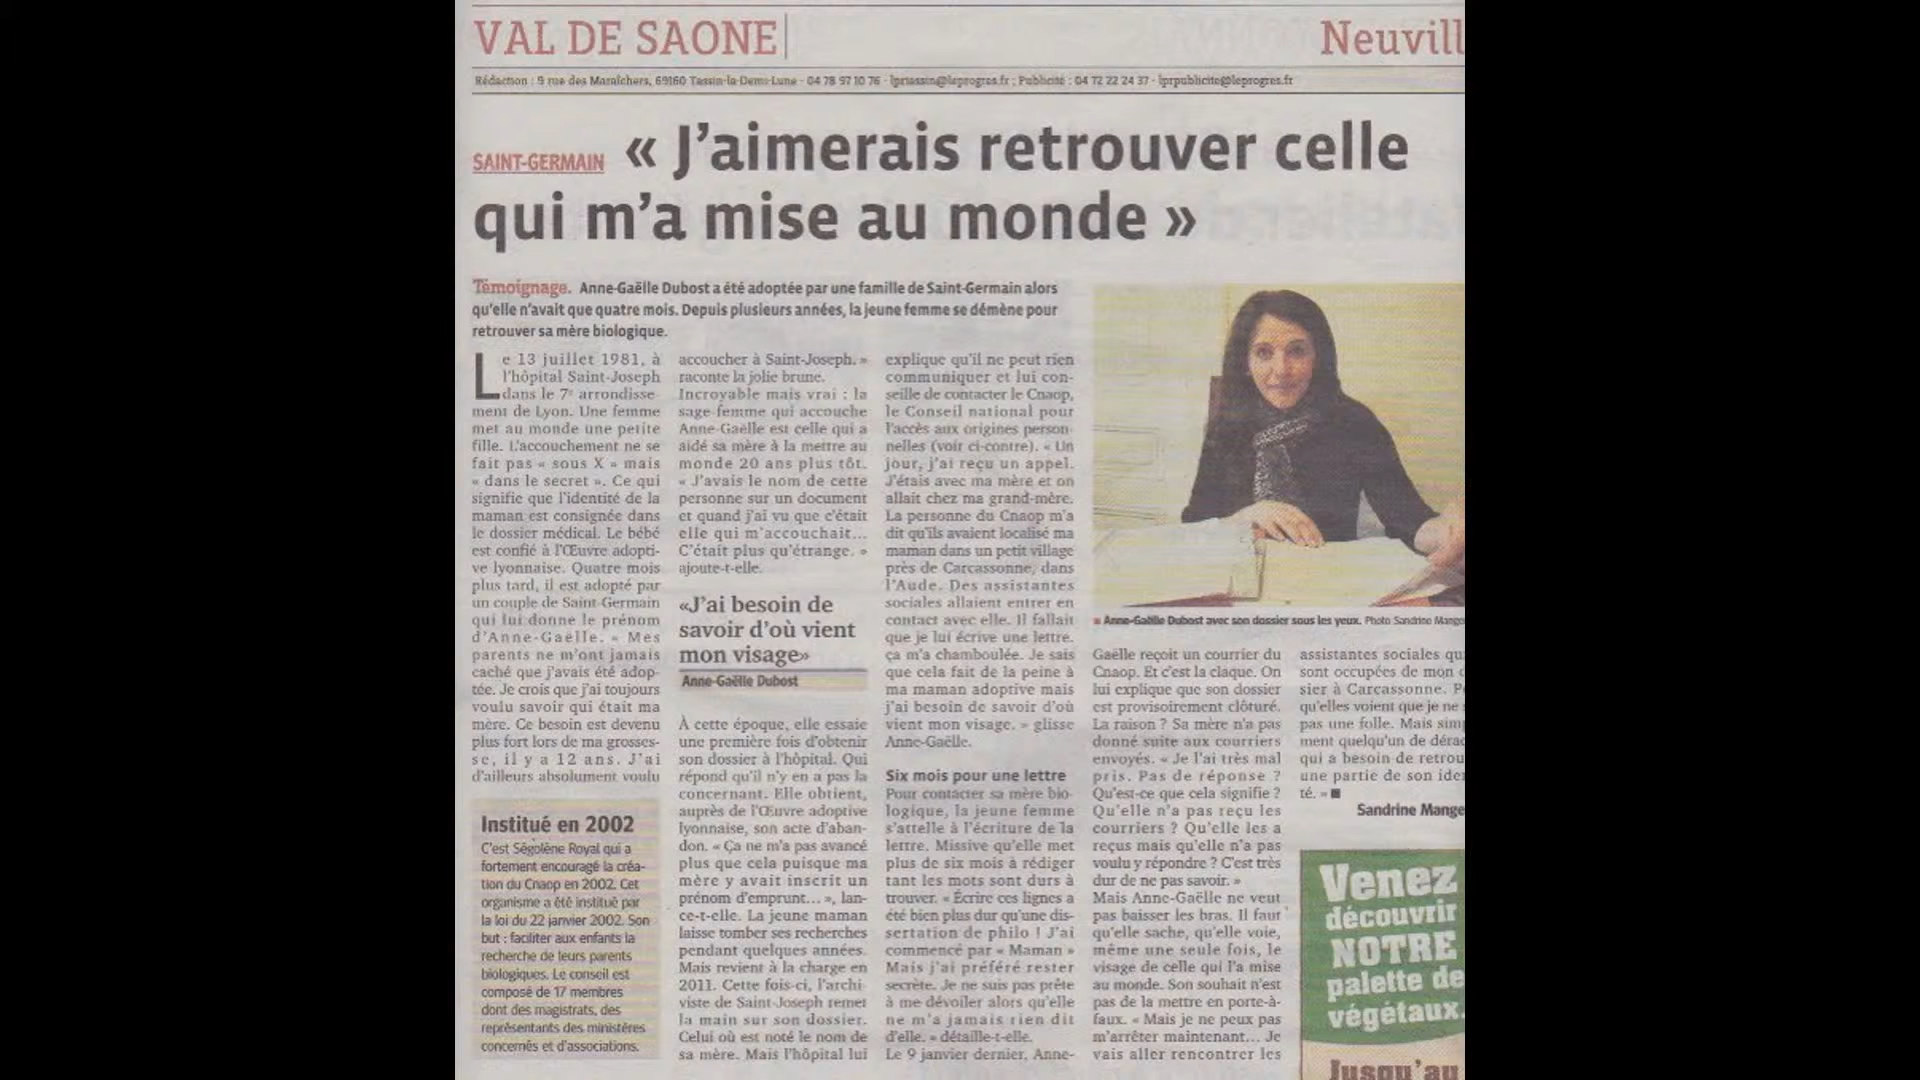 VAL DE SAONE
Neuvill
Rédaction : 9 rue des Maraîchers, 69160 Tassin-la-Demi-Lune - 04 78 97 10 76 - lprtassin@leprogres.fr ; Publicité : 04 72 22 24 37 - lprpublicite@leprogres.fr
SAINT-GERMAIN « J’aimerais retrouver celle
qui m’a mise au monde »
Témoignage. Anne-Gaëlle Dubost a été adoptée par une famille de Saint-Germain alors
qu’elle n’avait que quatre mois. Depuis plusieurs années, la jeune femme se démène pour
retrouver sa mère biologique.
Le 13 juillet 1981, à
l’hôpital Saint-Joseph
dans le 7e arrondisse-
ment de Lyon. Une femme
met au monde une petite
fille. L’accouchement ne se
fait pas « sous X » mais
« dans le secret ». Ce qui
signifie que l’identité de la
maman est consignée dans
le dossier médical. Le bébé
est confié à l’Œuvre adopti-
ve lyonnaise. Quatre mois
plus tard, il est adopté par
un couple de Saint-Germain
qui lui donne le prénom
d’Anne-Gaëlle. « Mes
parents ne m’ont jamais
caché que j’avais été adop-
tée. Je crois que j’ai toujours
voulu savoir qui était ma
mère. Ce besoin est devenu
plus fort lors de ma grosses-
se, il y a 12 ans. J’ai
d’ailleurs absolument voulu
Institué en 2002
C’est Ségolène Royal qui a
fortement encouragé la créa-
tion du Cnaop en 2002. Cet
organisme a été institué par
la loi du 22 janvier 2002. Son
but : faciliter aux enfants la
recherche de leurs parents
biologiques. Le conseil est
composé de 17 membres
dont des magistrats, des
représentants des ministères
concernés et d’associations.
accoucher à Saint-Joseph. »
raconte la jolie brune.
Incroyable mais vrai : la
sage-femme qui accouche
Anne-Gaëlle est celle qui a
aidé sa mère à la mettre au
monde 20 ans plus tôt.
« J’avais le nom de cette
personne sur un document
et quand j’ai vu que c’était
elle qui m’accouchait...
C’était plus qu’étrange. »
ajoute-t-elle.
«J’ai besoin de
savoir d’où vient
mon visage»
Anne-Gaëlle Dubost
À cette époque, elle essaie
une première fois d’obtenir
son dossier à l’hôpital. Qui
répond qu’il n’y en a pas la
concernant. Elle obtient,
auprès de l’Œuvre adoptive
lyonnaise, son acte d’aban-
don. « Ça ne m’a pas avancé
plus que cela puisque ma
mère y avait inscrit un
prénom d’emprunt... », lan-
ce-t-elle. La jeune maman
laisse tomber ses recherches
pendant quelques années.
Mais revient à la charge en
2011. Cette fois-ci, l’archi-
viste de Saint-Joseph remet
la main sur son dossier.
Celui où est noté le nom de
sa mère. Mais l’hôpital lui
explique qu’il ne peut rien
communiquer et lui con-
seille de contacter le Cnaop,
le Conseil national pour
l’accès aux origines person-
nelles (voir ci-contre). « Un
jour, j’ai reçu un appel.
J’étais avec ma mère et on
allait chez ma grand-mère.
La personne du Cnaop m’a
dit qu’ils avaient localisé ma
maman dans un petit village
près de Carcassonne, dans
l’Aude. Des assistantes
sociales allaient entrer en
contact avec elle. Il fallait
que je lui écrive une lettre.
ça m’a chamboulée. Je sais
que cela fait de la peine à
ma maman adoptive mais
j’ai besoin de savoir d’où
vient mon visage. » glisse
Anne-Gaëlle.
Six mois pour une lettre
Pour contacter sa mère bio-
logique, la jeune femme
s’attelle à l’écriture de la
lettre. Missive qu’elle met
plus de six mois à rédiger
tant les mots sont durs à
trouver. « Écrire ces lignes a
été bien plus dur qu’une dis-
sertation de philo ! J’ai
commencé par « Maman »
Mais j’ai préféré rester
secrète. Je ne suis pas prête
à me dévoiler alors qu’elle
ne m’a jamais rien dit
d’elle. » détaille-t-elle.
Le 9 janvier dernier, Anne-
Anne-Gaëlle Dubost avec son dossier sous les yeux. Photo Sandrine Mange
Gaëlle reçoit un courrier du
Cnaop. Et c’est la claque. On
lui explique que son dossier
est provisoirement clôturé.
La raison ? Sa mère n’a pas
donné suite aux courriers
envoyés. « Je l’ai très mal
pris. Pas de réponse ?
Qu’est-ce que cela signifie ?
Qu’elle n’a pas reçu les
courriers ? Qu’elle les a
reçus mais qu’elle n’a pas
voulu y répondre ? C’est très
dur de ne pas savoir. »
Mais Anne-Gaëlle ne veut
pas baisser les bras. Il faut
qu’elle sache, qu’elle voie,
même une seule fois, le
visage de celle qui l’a mise
au monde. Son souhait n’est
pas de la mettre en porte-à-
faux. « Mais je ne peux pas
m’arrêter maintenant... Je
vais aller rencontrer les
assistantes sociales qu
sont occupées de mon d
sier à Carcassonne. P
qu’elles voient que je ne s
pas une folle. Mais sim
ment quelqu’un de dérac
qui a besoin de retrou
une partie de son ide
té. »
Sandrine Mange
Venez
découvrir
NOTRE
palette de
végétaux.
Jusqu’au